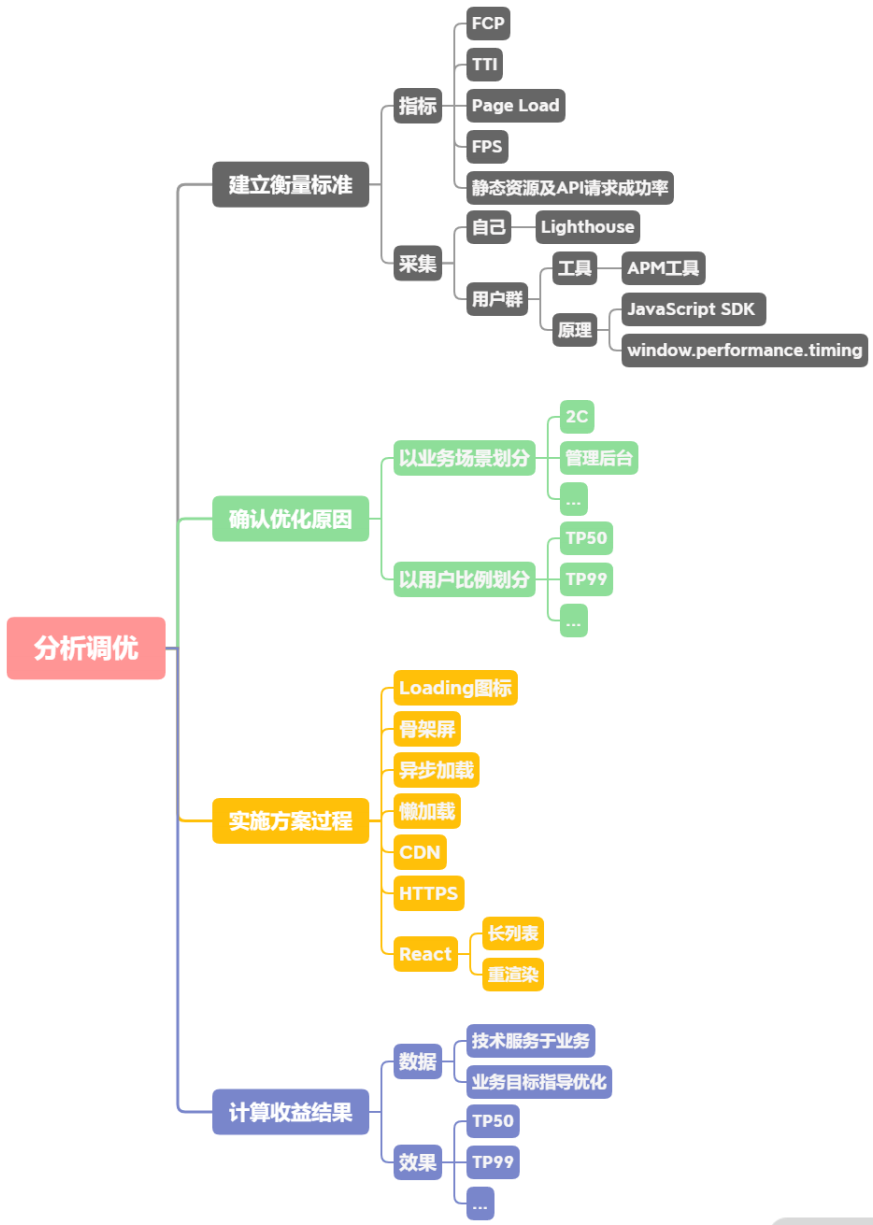 分析调优
建立衡量标准
指标
FCP
TTI
Page Load
FPS
静态资源及API请求成功率
采集
自己
Lighthouse
用户群
工具
APM工具
原理
JavaScript SDK
window.performance.timing
确认优化原因
以业务场景划分
2C
管理后台
...
以用户比例划分
TP50
TP99
...
实施方案过程
Loading图标
骨架屏
异步加载
懒加载
CDN
HTTPS
React
长列表
重渲染
计算收益结果
数据
技术服务于业务
业务目标指导优化
效果
TP50
TP99
...